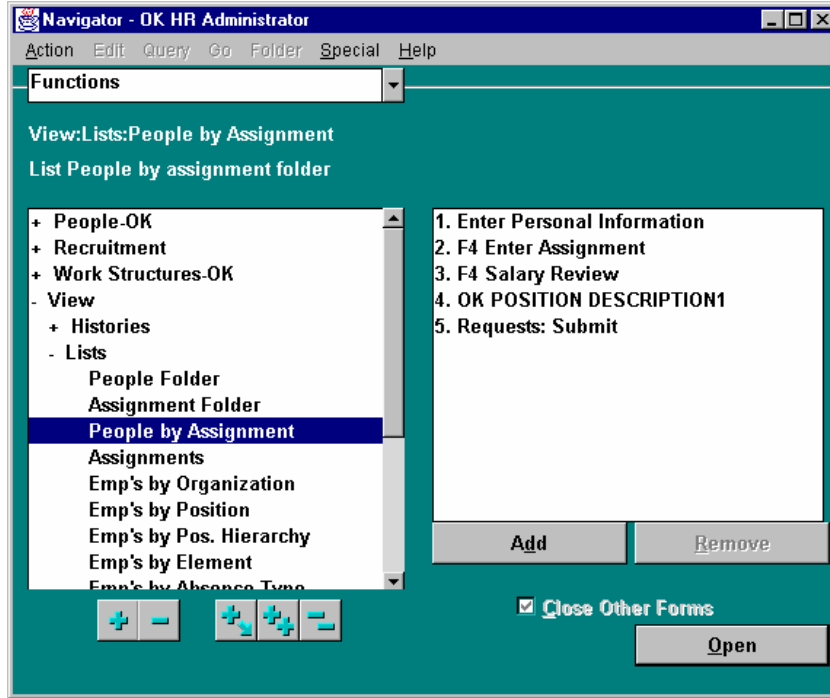 Navigator - OK HR Administrator
Action Edit Query Go Folder Special Help
Functions
View:Lists:People by Assignment
List People by assignment folder
+ People-OK
+ Recruitment
+ Work Structures-OK
- View
+ Histories
- Lists
People Folder
Assignment Folder
People by Assignment
Assignments
Emp's by Organization
Emp's by Position
Emp's by Pos. Hierarchy
Emp's by Element
Emp's by Absence Type
1. Enter Personal Information
2. F4 Enter Assignment
3. F4 Salary Review
4. OK POSITION DESCRIPTION1
5. Requests: Submit
Add Remove
Close Other Forms
Open